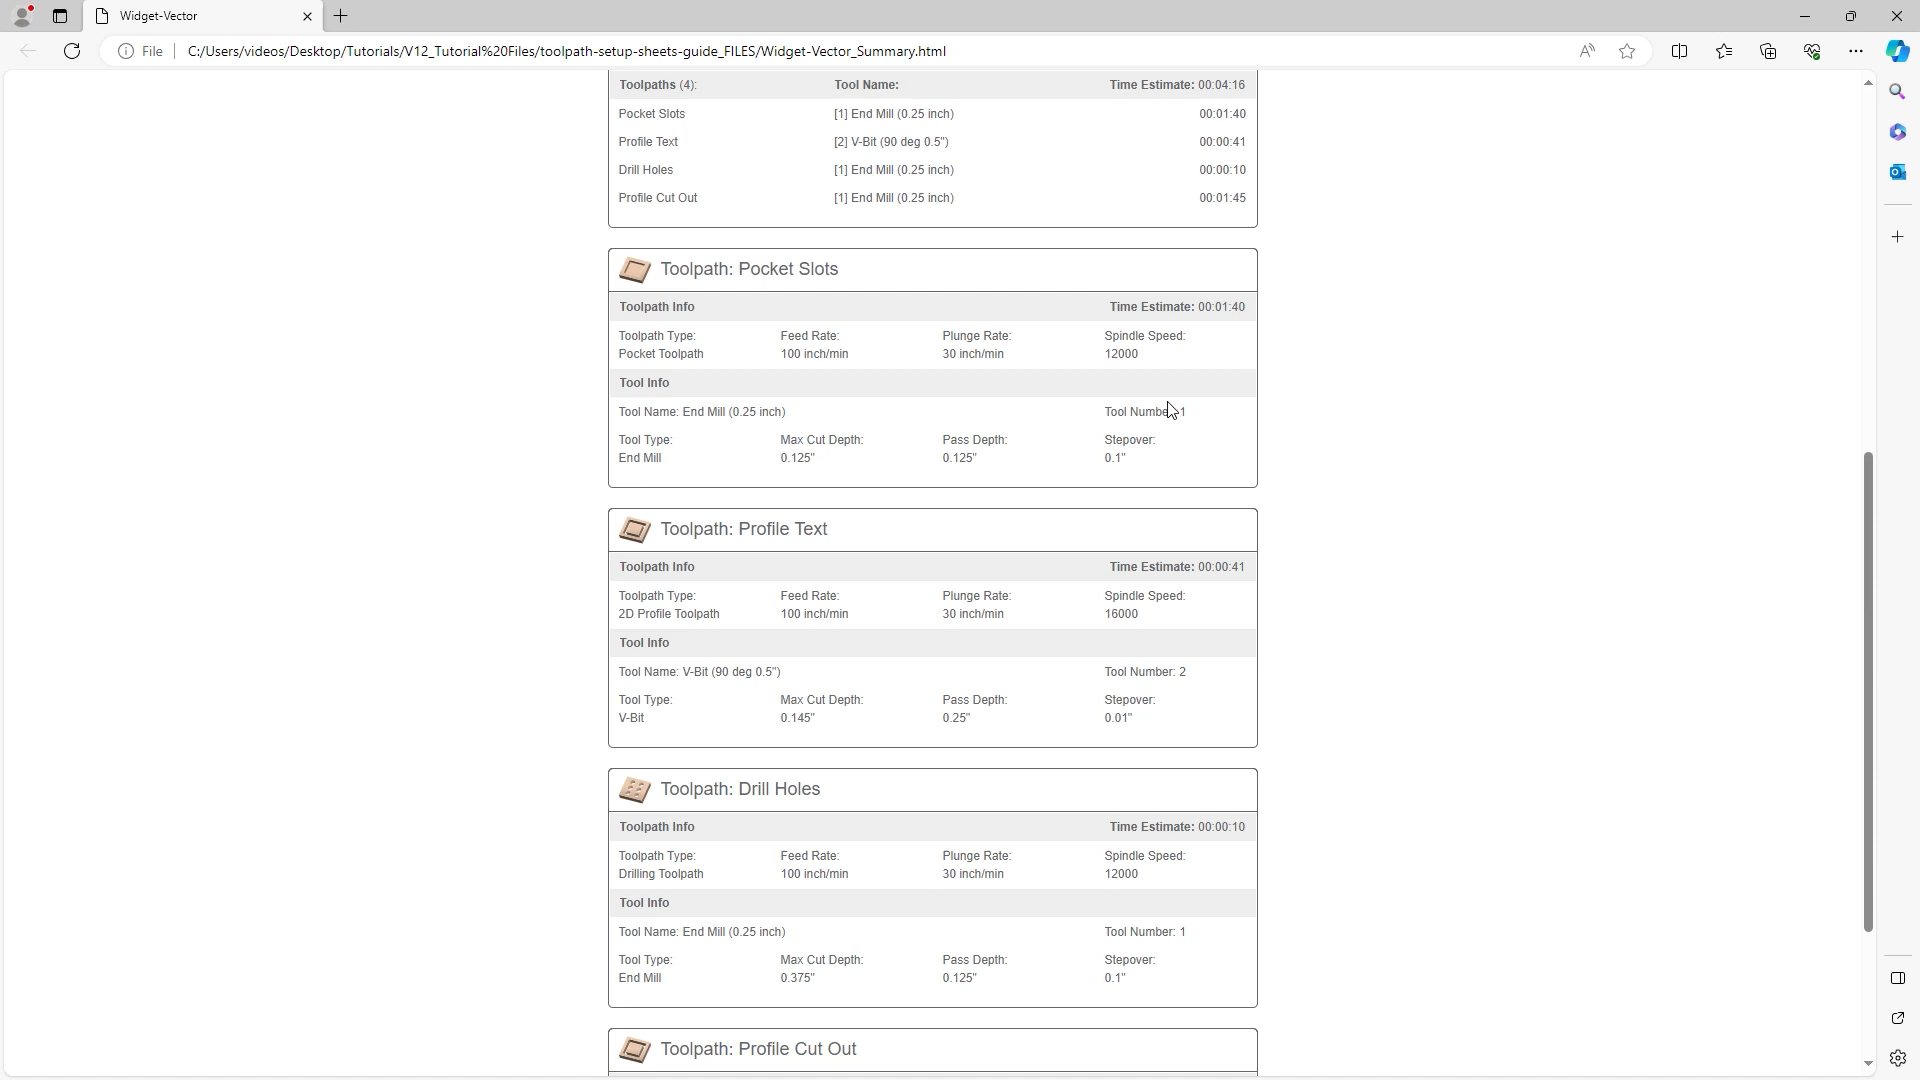 Widget-Vector
File C:/Users/videos/Desktop/Tutorials/V12_Tutorial%20Files/toolpath-setup-sheets-guide_FILES/Widget-Vector_Summary.html
Toolpaths (4): Tool Name: Time Estimate: 00:04:16
Pocket Slots [1] End Mill (0.25 inch) 00:01:40
Profile Text [2] V-Bit (90 deg 0.5") 00:00:41
Drill Holes [1] End Mill (0.25 inch) 00:00:10
Profile Cut Out [1] End Mill (0.25 inch) 00:01:45
Toolpath: Pocket Slots
Toolpath Info Time Estimate: 00:01:40
Toolpath Type: Feed Rate: Plunge Rate: Spindle Speed:
Pocket Toolpath 100 inch/min 30 inch/min 12000
Tool Info
Tool Name: End Mill (0.25 inch) Tool Number: 1
Tool Type: Max Cut Depth: Pass Depth: Stepover:
End Mill 0.125" 0.125" 0.1"
Toolpath: Profile Text
Toolpath Info Time Estimate: 00:00:41
Toolpath Type: Feed Rate: Plunge Rate: Spindle Speed:
2D Profile Toolpath 100 inch/min 30 inch/min 16000
Tool Info
Tool Name: V-Bit (90 deg 0.5") Tool Number: 2
Tool Type: Max Cut Depth: Pass Depth: Stepover:
V-Bit 0.145" 0.25" 0.01"
Toolpath: Drill Holes
Toolpath Info Time Estimate: 00:00:10
Toolpath Type: Feed Rate: Plunge Rate: Spindle Speed:
Drilling Toolpath 100 inch/min 30 inch/min 12000
Tool Info
Tool Name: End Mill (0.25 inch) Tool Number: 1
Tool Type: Max Cut Depth: Pass Depth: Stepover:
End Mill 0.375" 0.125" 0.1"
Toolpath: Profile Cut Out